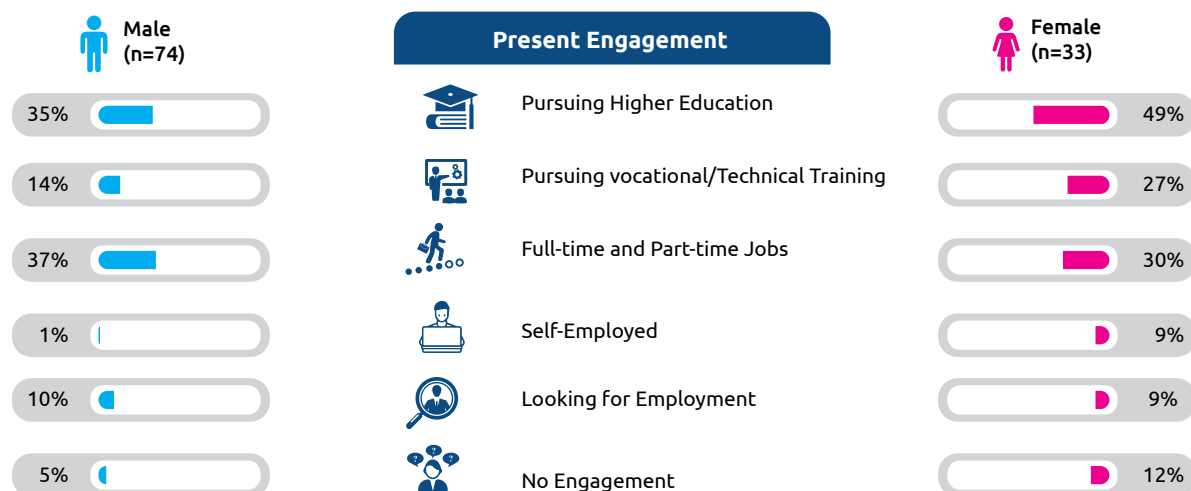 Male
(n=74)
Present Engagement
Female
(n=33)
35%
Pursuing Higher Education
49%
14%
Pursuing vocational/Technical Training
27%
37%
Full-time and Part-time Jobs
30%
1%
Self-Employed
9%
10%
Looking for Employment
9%
5%
No Engagement
12%